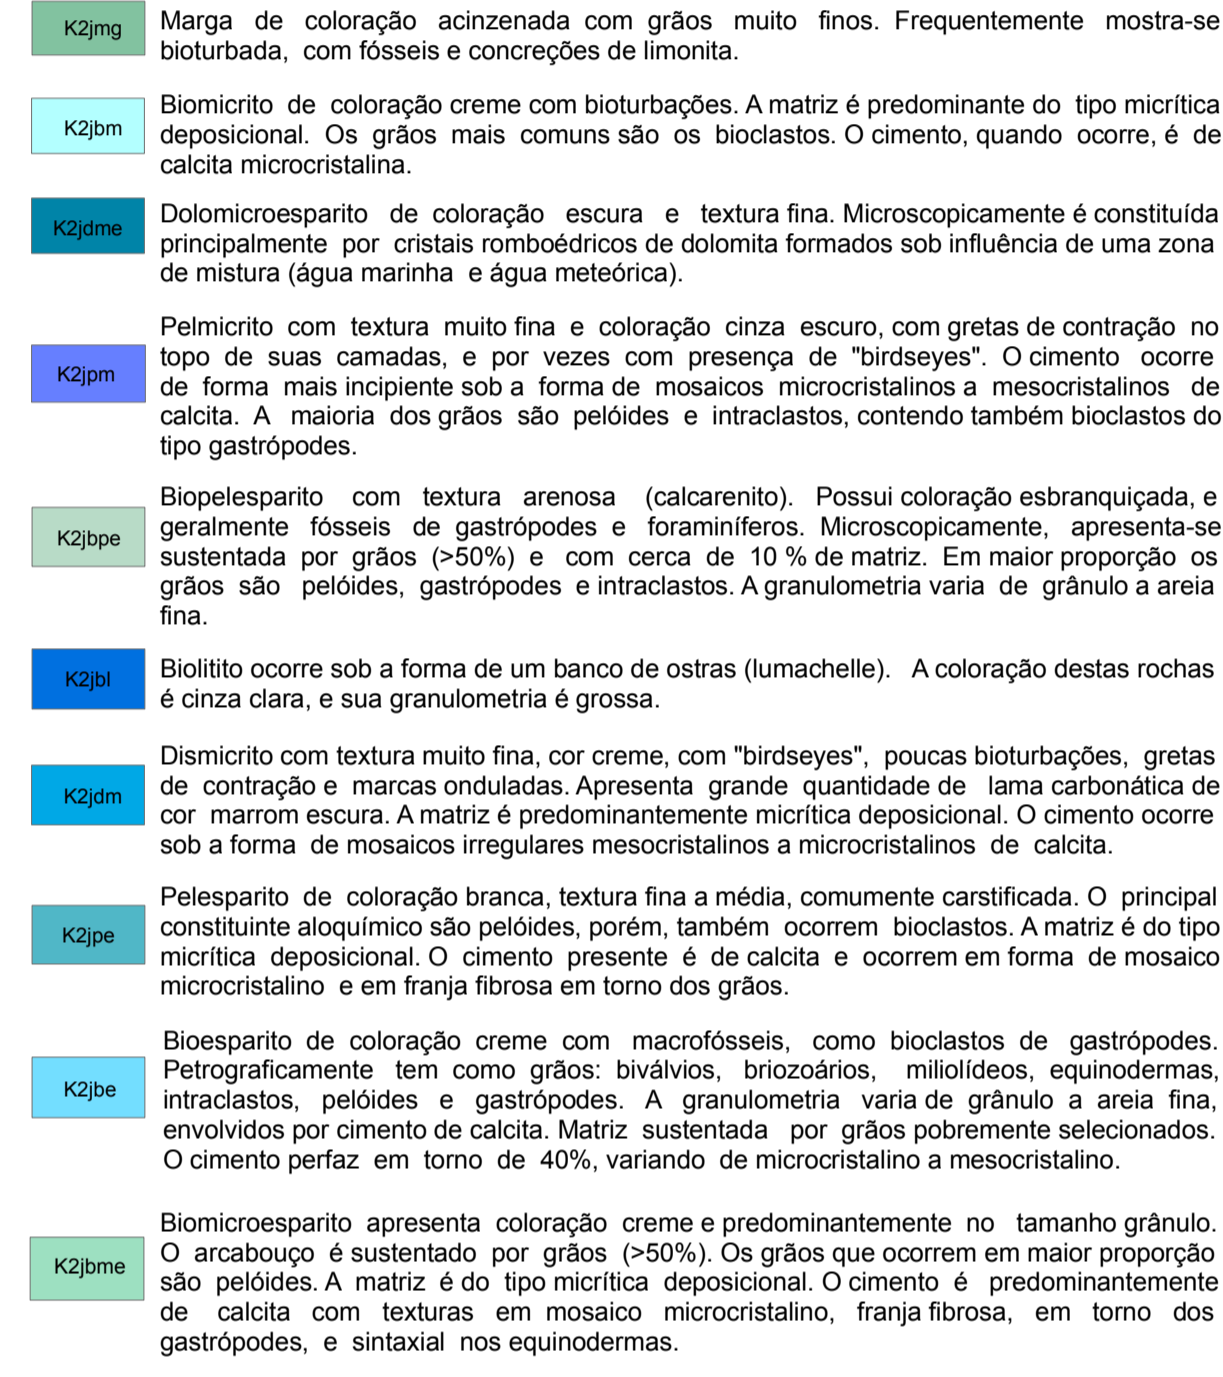 K2jmg
Marga de coloração acinzenada com grãos muito finos. Frequentemente mostra-se
bioturbada, com fósseis e concreções de limonita.
K2jbm
Biomicrito de coloração creme com bioturbações. A matriz é predominante do tipo micrítica
deposicional. Os grãos mais comuns são os bioclastos. O cimento, quando ocorre, é de
calcita microcristalina.
K2jdme
Dolomicroesparito de coloração escura e textura fina. Microscopicamente é constituída
principalmente por cristais romboédricos de dolomita formados sob influência de uma zona
de mistura (água marinha e água meteórica).
K2jpm
Pelmicrito com textura muito fina e coloração cinza escuro, com gretas de contração no
topo de suas camadas, e por vezes com presença de "birdseyes". O cimento ocorre
de forma mais incipiente sob a forma de mosaicos microcristalinos a mesocristalinos de
calcita. A maioria dos grãos são pelóides e intraclastos, contendo também bioclastos do
tipo gastrópodes.
K2jbpe
Biopelesparito com textura arenosa (calcarenito). Possui coloração esbranquiçada, e
geralmente fósseis de gastrópodes e foraminíferos. Microscopicamente, apresenta-se
sustentada por grãos (>50%) e com cerca de 10 % de matriz. Em maior proporção os
grãos são pelóides, gastrópodes e intraclastos. A granulometria varia de grânulo a areia
fina.
K2jbl
Biolitito ocorre sob a forma de um banco de ostras (lumachelle). A coloração destas rochas
é cinza clara, e sua granulometria é grossa.
K2jdm
Dismicrito com textura muito fina, cor creme, com "birdseyes", poucas bioturbações, gretas
de contração e marcas onduladas. Apresenta grande quantidade de lama carbonática de
cor marrom escura. A matriz é predominantemente micrítica deposicional. O cimento ocorre
sob a forma de mosaicos irregulares mesocristalinos a microcristalinos de calcita.
K2jpe
Pelesparito de coloração branca, textura fina a média, comumente carstificada. O principal
constituinte aloquímico são pelóides, porém, também ocorrem bioclastos. A matriz é do tipo
micrítica deposicional. O cimento presente é de calcita e ocorrem em forma de mosaico
microcristalino e em franja fibrosa em torno dos grãos.
K2jbe
Bioesparito de coloração creme com macrofósseis, como bioclastos de gastrópodes.
Petrograficamente tem como grãos: biválvios, briozoários, miliolídeos, equinodermas,
intraclastos, pelóides e gastrópodes. A granulometria varia de grânulo a areia fina,
envolvidos por cimento de calcita. Matriz sustentada por grãos pobremente selecionados.
O cimento perfaz em torno de 40%, variando de microcristalino a mesocristalino.
K2jbme
Biomicroesparito apresenta coloração creme e predominantemente no tamanho grânulo.
O arcabouço é sustentado por grãos (>50%). Os grãos que ocorrem em maior proporção
são pelóides. A matriz é do tipo micrítica deposicional. O cimento é predominantemente
de calcita com texturas em mosaico microcristalino, franja fibrosa, em torno dos
gastrópodes, e sintaxial nos equinodermas.